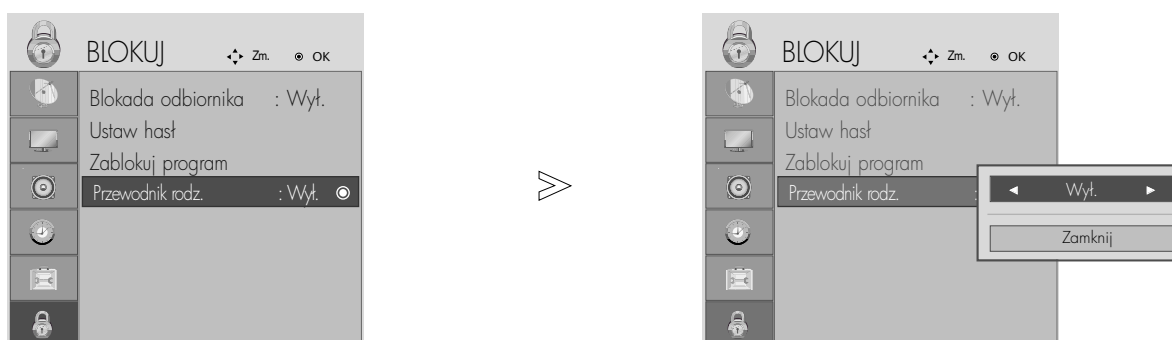 BLOKUJ Zm. OK
Blokada odbiornika : Wył.
Ustaw hasł
Zablokuj program
Przewodnik rodz. : Wył.
BLOKUJ Zm. OK
Blokada odbiornika : Wył.
Ustaw hasł
Zablokuj program
Przewodnik rodz. :
◄ Wył. ►
Zamknij